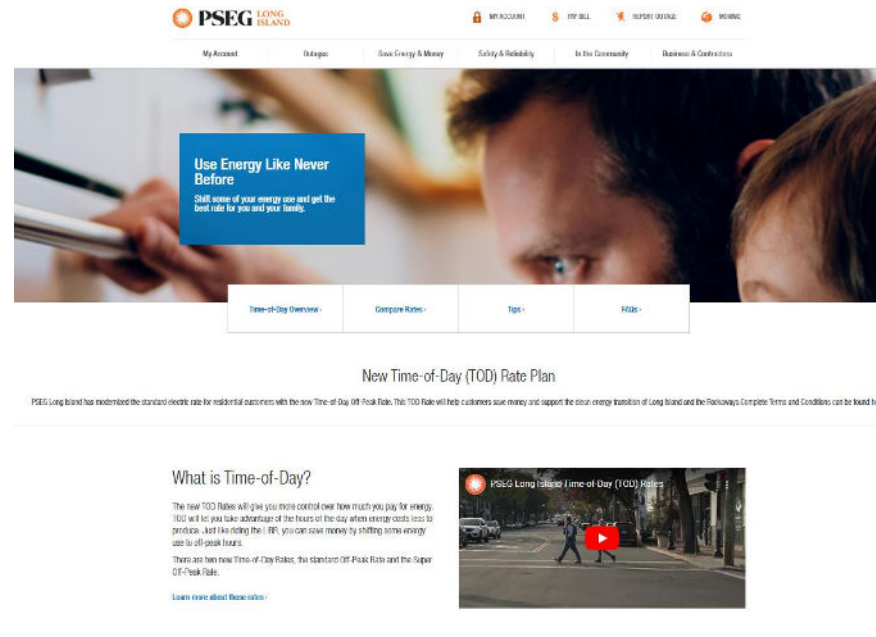 PSEG LONG
ISLAND
MY ACCOUNT
$ PAY BILL
REPORT OUTAGE
MOVING
My Account
Outages
Save Energy & Money
Safety & Reliability
In the Community
Business & Contractors
Use Energy Like Never
Before
Shift some of your energy use and get the
best rate for you and your family.
Time-of-Day Overview ›
Compare Rates ›
Tips ›
FAQs ›
New Time-of-Day (TOD) Rate Plan
PSEG Long Island has modernized the standard electric rate for residential customers with the new Time-of-Day Off-Peak Rate. This TOD Rate will help customers save money and support the clean energy transition of Long Island and the Rockaways.Complete Terms and Conditions can be found
What is Time-of-Day?
The new TOD Rates will give you more control over how much you pay for energy.
TOD will let you take advantage of the hours of the day when energy costs less to
produce. Just like riding the LIRR, you can save money by shifting some energy
use to off-peak hours.
There are two new Time-of-Day Rates, the standard Off-Peak Rate and the Super
Off-Peak Rate.
Learn more about these rates ›
PSEG Long Island Time-of-Day (TOD) Rates